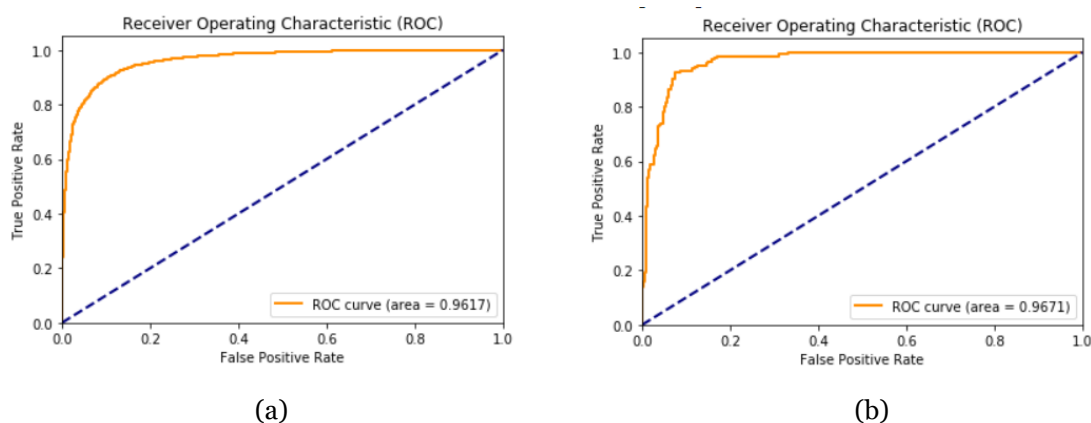 Receiver Operating Characteristic (ROC)
1.0
0.8
0.6
0.4
0.2
0.0
True Positive Rate
ROC curve (area = 0.9617)
0.0 0.2 0.4 0.6 0.8 1.0
False Positive Rate
(a)
Receiver Operating Characteristic (ROC)
1.0
0.8
0.6
0.4
0.2
0.0
True Positive Rate
ROC curve (area = 0.9671)
0.0 0.2 0.4 0.6 0.8 1.0
False Positive Rate
(b)